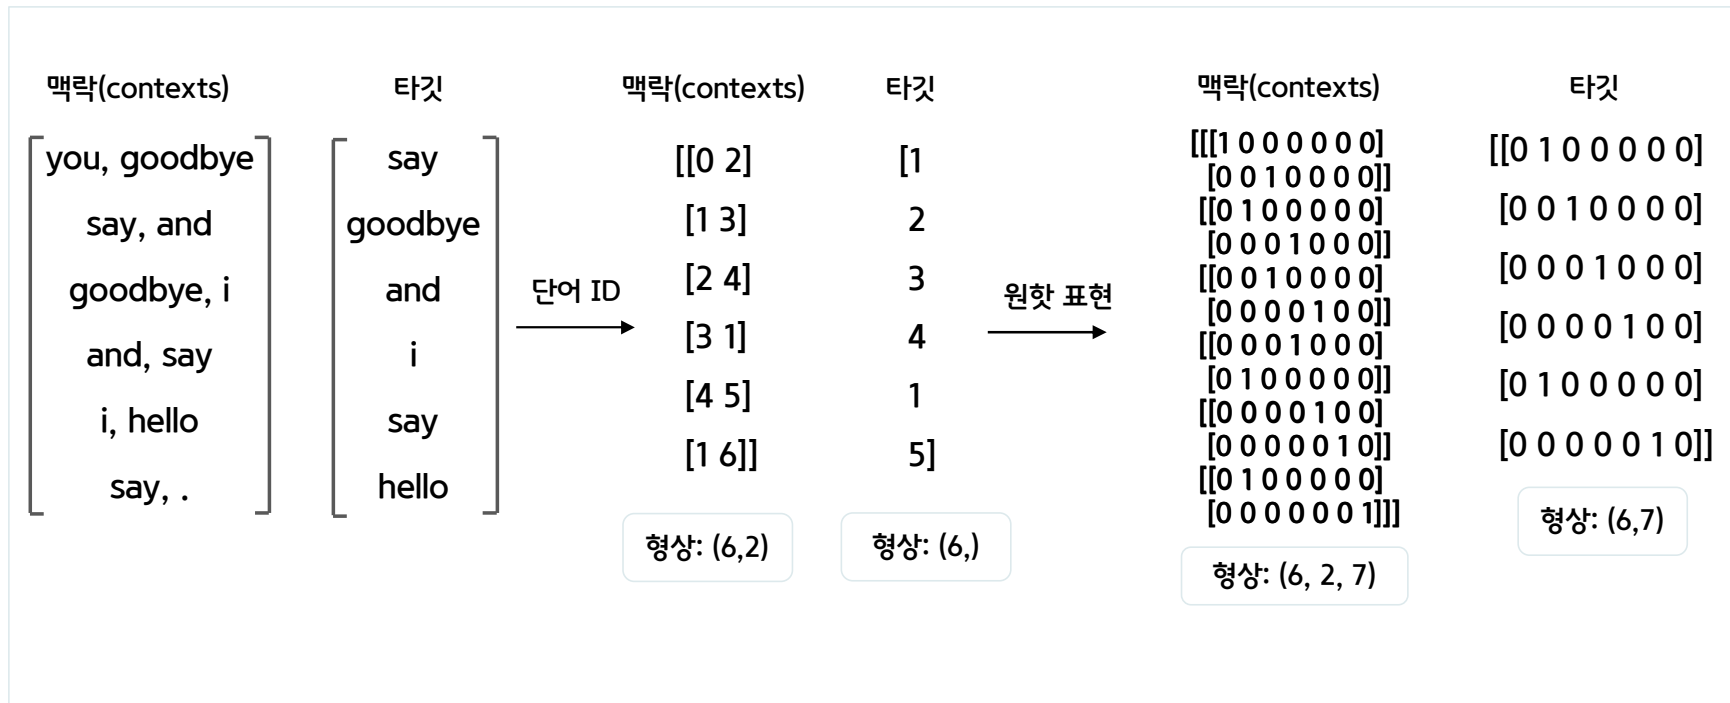 맥락(contexts)
you, goodbye
say, and
goodbye, i
and, say
i, hello
say, .
타깃
say
goodbye
and
i
say
hello
단어 ID
맥락(contexts)
[[0 2]
[1 3]
[2 4]
[3 1]
[4 5]
[1 6]]
형상: (6,2)
타깃
[1
2
3
4
1
5]
형상: (6,)
원핫 표현
맥락(contexts)
[[[1 0 0 0 0 0 0]
[0 0 1 0 0 0 0]]
[[0 1 0 0 0 0 0]
[0 0 0 1 0 0 0]]
[[0 0 1 0 0 0 0]
[0 0 0 0 1 0 0]]
[[0 0 0 1 0 0 0]
[0 1 0 0 0 0 0]]
[[0 0 0 0 1 0 0]
[0 0 0 0 0 1 0]]
[[0 1 0 0 0 0 0]
[0 0 0 0 0 0 1]]]
형상: (6, 2, 7)
타깃
[[0 1 0 0 0 0 0]
[0 0 1 0 0 0 0]
[0 0 0 1 0 0 0]
[0 0 0 0 1 0 0]
[0 1 0 0 0 0 0]
[0 0 0 0 0 1 0]]
형상: (6,7)